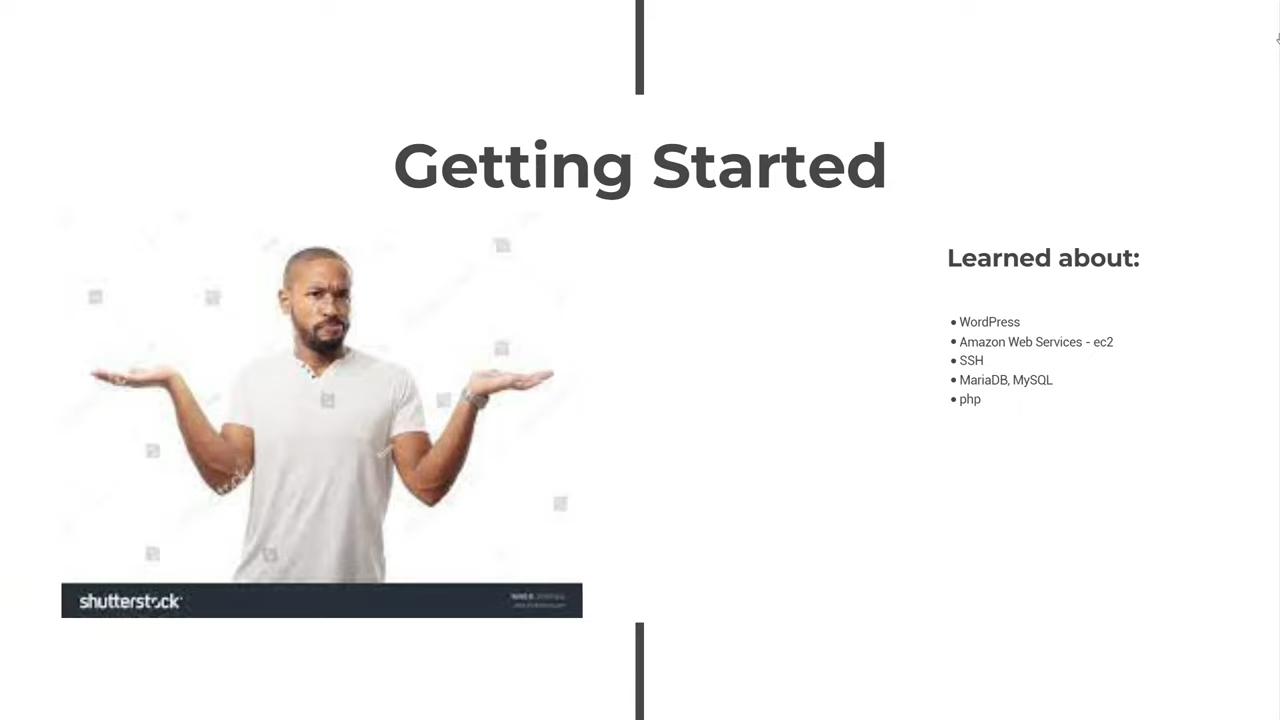 Getting Started
Learned about:
• WordPress
• Amazon Web Services - ec2
• SSH
• MariaDB, MySQL
• php
shutterstock